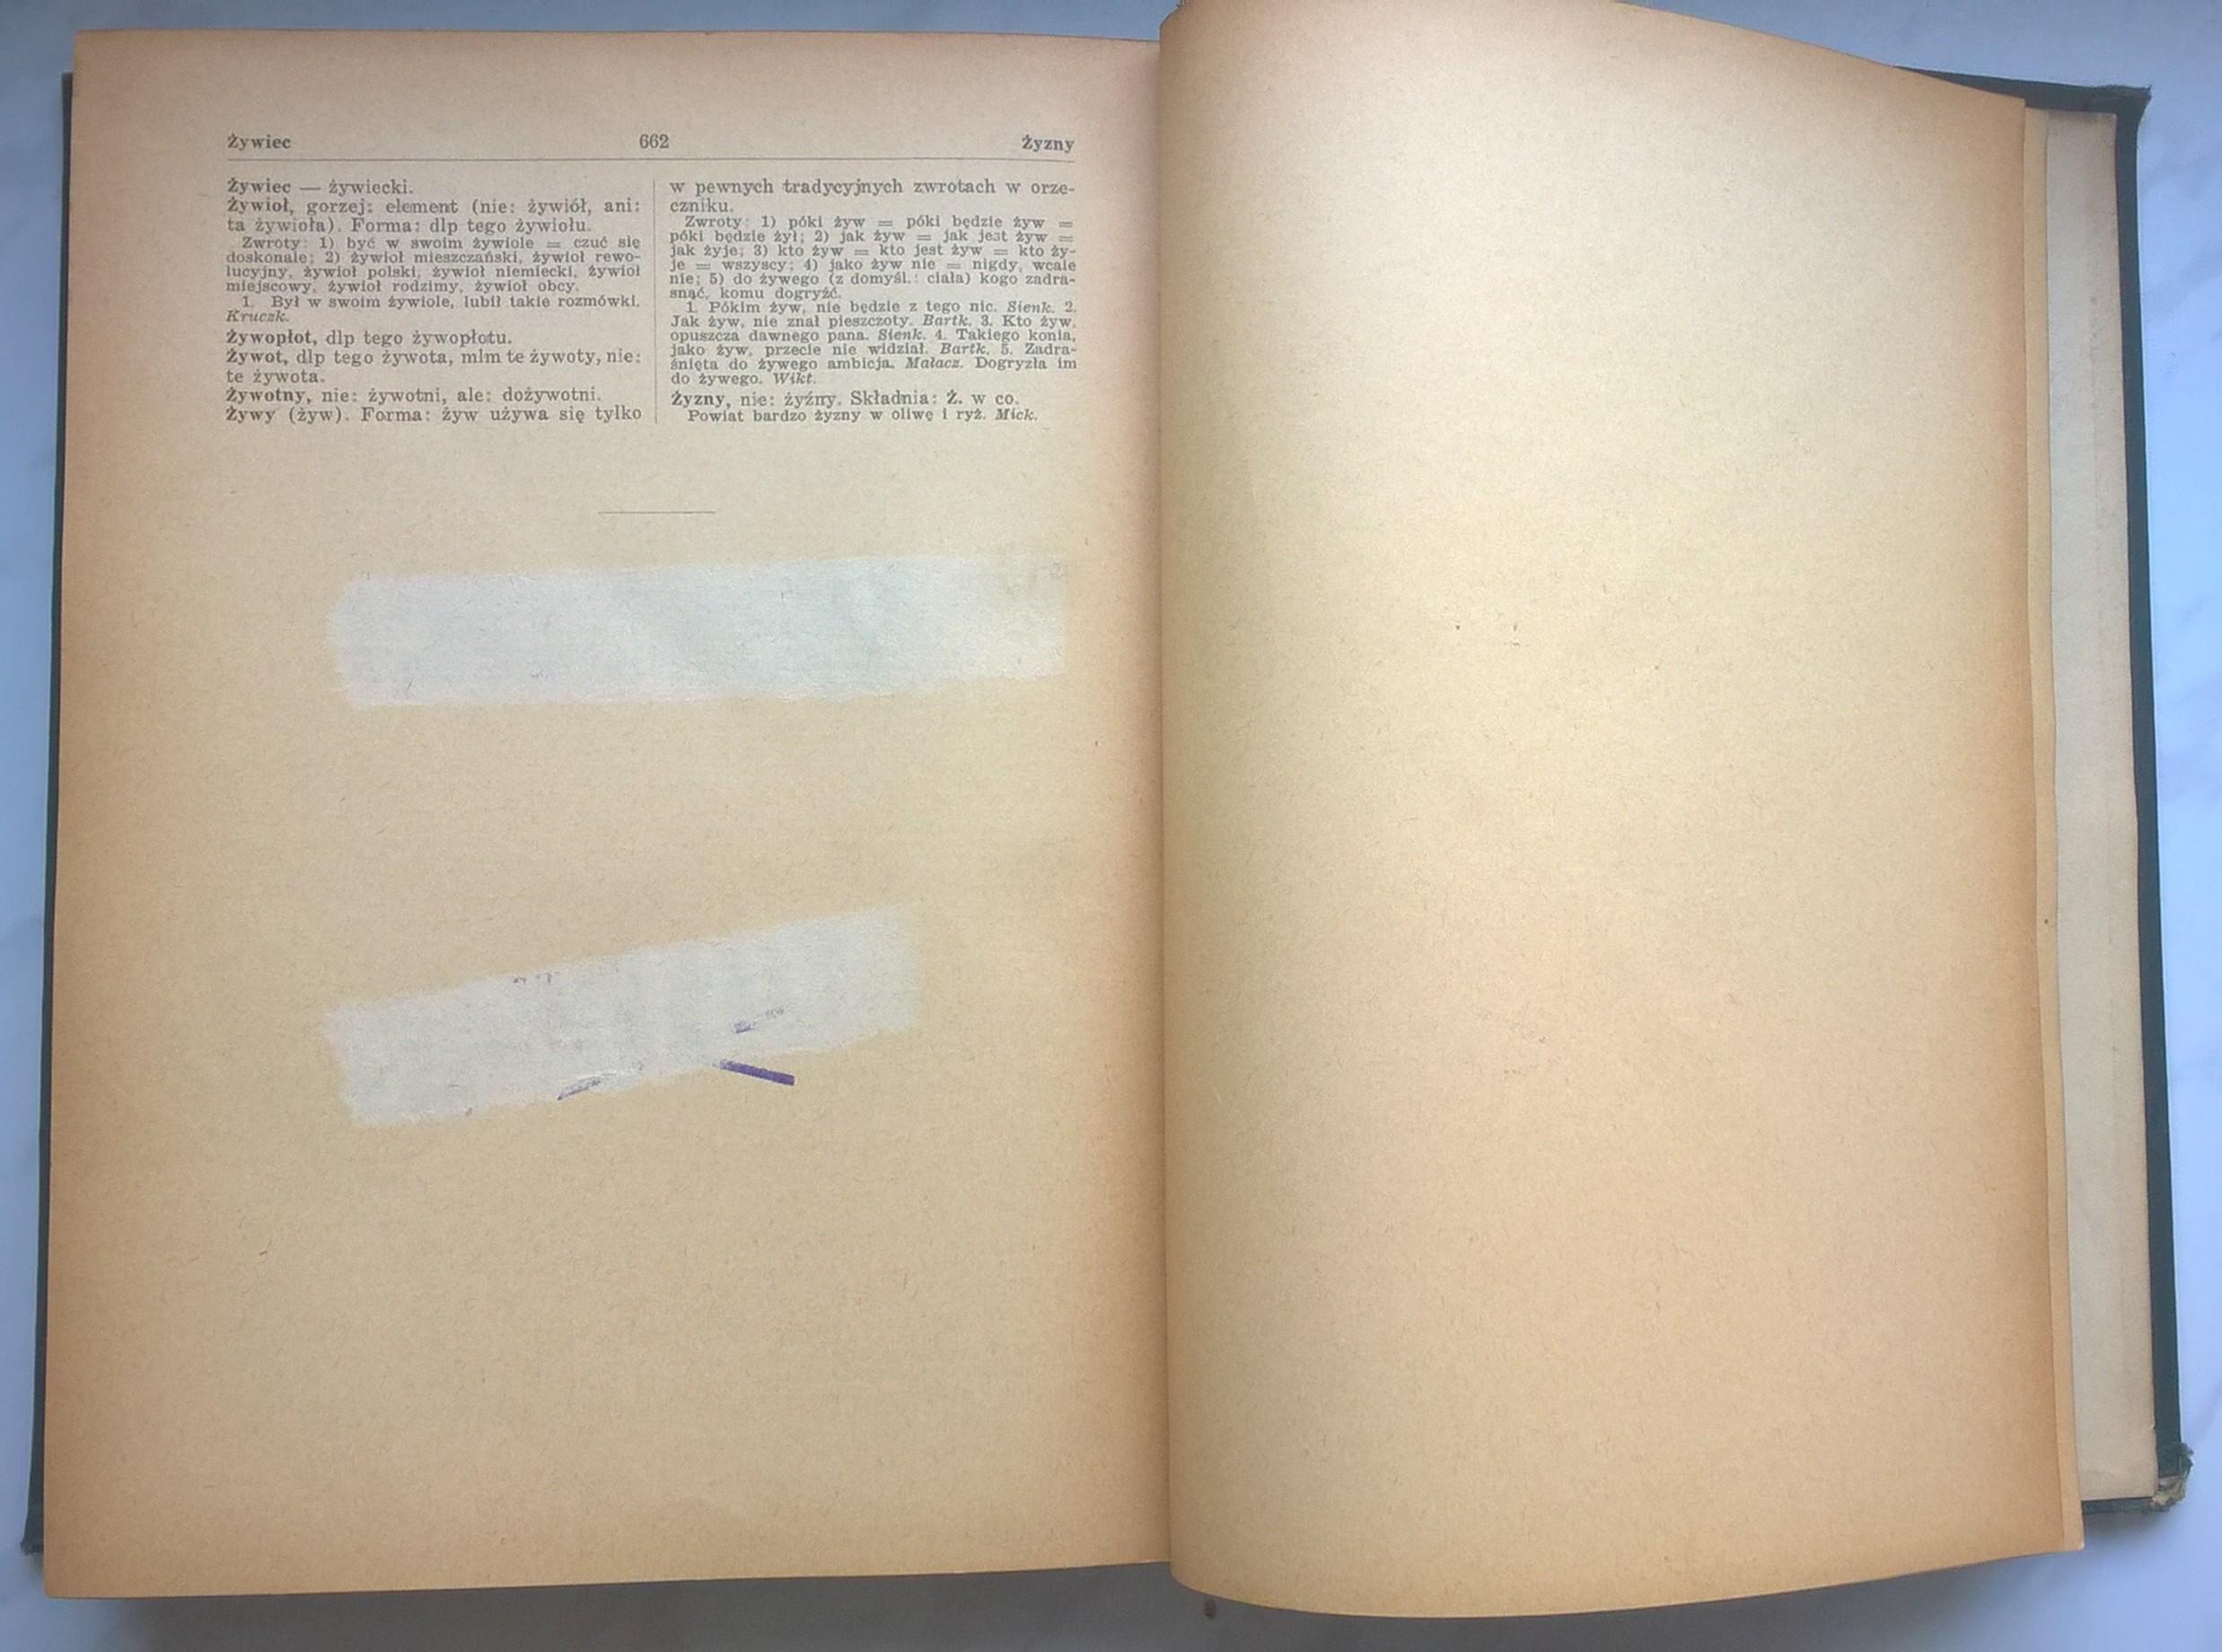 Żywiec 662 Żyzny
Żywiec — żywiecki.
Żywioł, gorzej: element (nie: żywiół, ani:
ta żywioła). Forma: dlp tego żywiołu.
Zwroty: 1) być w swoim żywiole = czuć się
doskonale; 2) żywioł mieszczański, żywioł rewo-
lucyjny, żywioł polski, żywioł niemiecki, żywioł
miejscowy, żywioł rodzimy, żywioł obcy.
1. Był w swoim żywiole, lubił takie rozmówki.
Kruczk.
Żywopłot, dlp tego żywopłotu.
Żywot, dlp tego żywota, mlm te żywoty, nie:
te żywota.
Żywotny, nie: żywotni, ale: dożywotni.
Żywy (żyw). Forma: żyw używa się tylko
w pewnych tradycyjnych zwrotach w orze-
czniku.
Zwroty: 1) póki żyw = póki będzie żyw =
póki będzie żył; 2) jak żyw = jak jest żyw =
jak żyje; 3) kto żyw = kto jest żyw = kto ży-
je = wszyscy; 4) jako żyw nie = nigdy, wcale
nie; 5) do żywego (z domyśl.: ciała) kogo zadra-
snąć, komu dogryźć.
1. Pókim żyw, nie będzie z tego nic. Sienk. 2.
Jak żyw, nie znał pieszczoty. Bartk. 3. Kto żyw,
opuszcza dawnego pana. Sienk. 4. Takiego konia,
jako żyw, przecie nie widział. Bartk. 5. Zadra-
śnięta do żywego ambicja. Małacz. Dogryzła im
do żywego. Wikt.
Żyzny, nie: żyźny. Składnia: Ż. w co.
Powiat bardzo żyzny w oliwę i ryż. Mick.